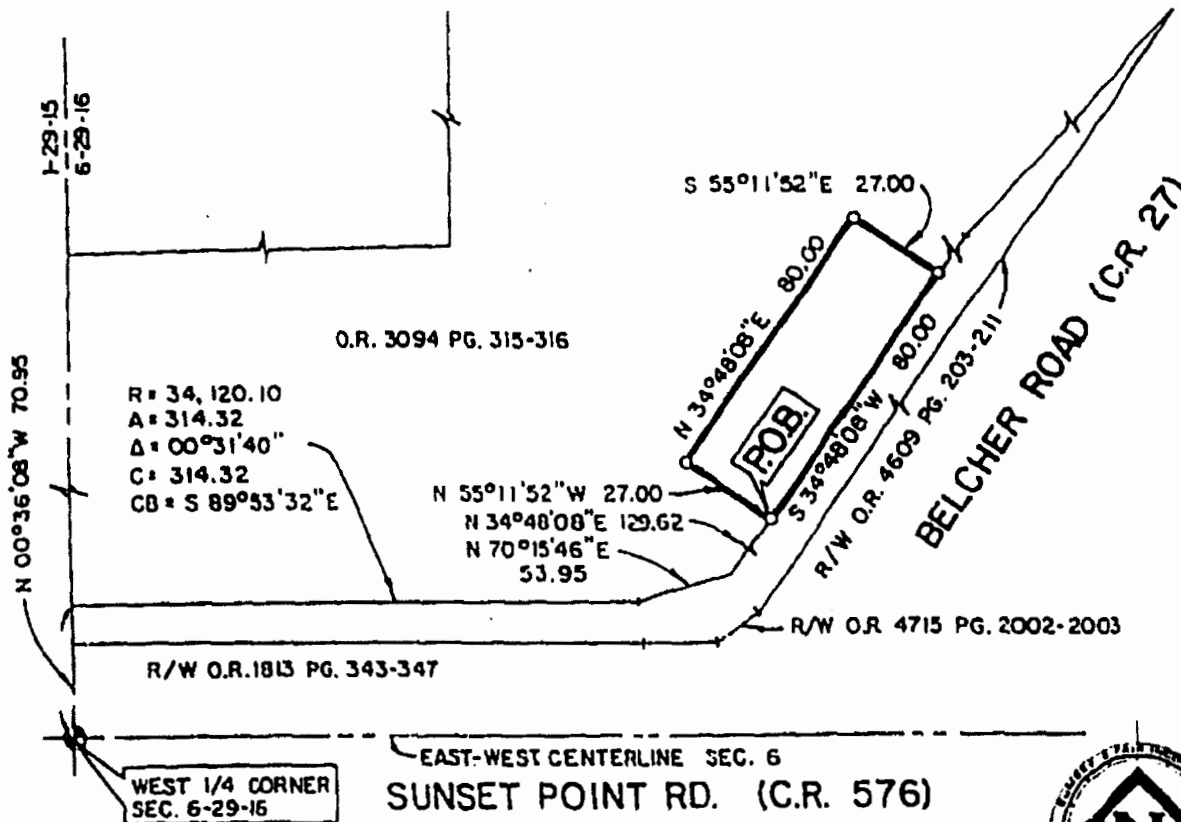 1-29-15
6-29-16
S 55°11'52"E 27.00
N 34°48'08"E 80.00
S 34°48'08"W 80.00
P.O.B.
BELCHER ROAD (C.R. 27)
O.R. 3094 PG. 315-316
N 00°36'08"W 70.95
R = 34,120.10
A = 314.32
Δ = 00°31'40"
C = 314.32
CB = S 89°53'32"E
N 55°11'52"W 27.00
N 34°48'08"E 129.62
N 70°15'46"E
53.95
R/W O.R. 4609 PG. 203-211
R/W O.R. 4715 PG. 2002-2003
R/W O.R. 1813 PG. 343-347
EAST-WEST CENTERLINE SEC. 6
WEST 1/4 CORNER
SEC. 6-29-16
SUNSET POINT RD. (C.R. 576)